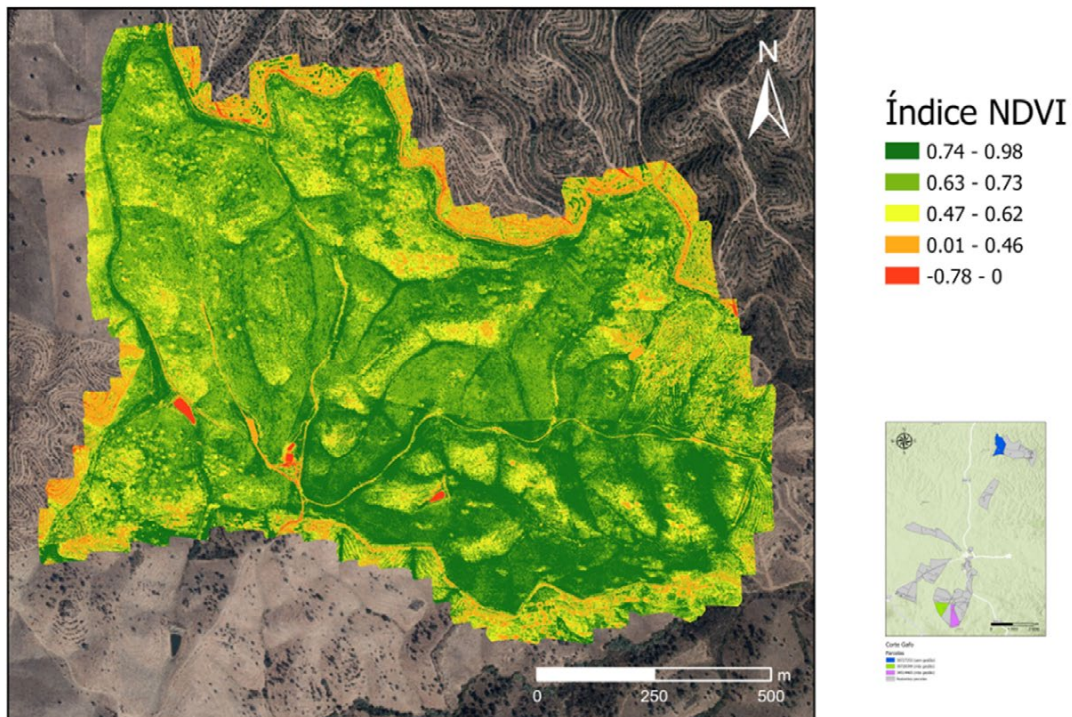 N
Índice NDVI
0.74 - 0.98
0.63 - 0.73
0.47 - 0.62
0.01 - 0.46
-0.78 - 0
m
0 250 500
Corte Gafo
Parcelas